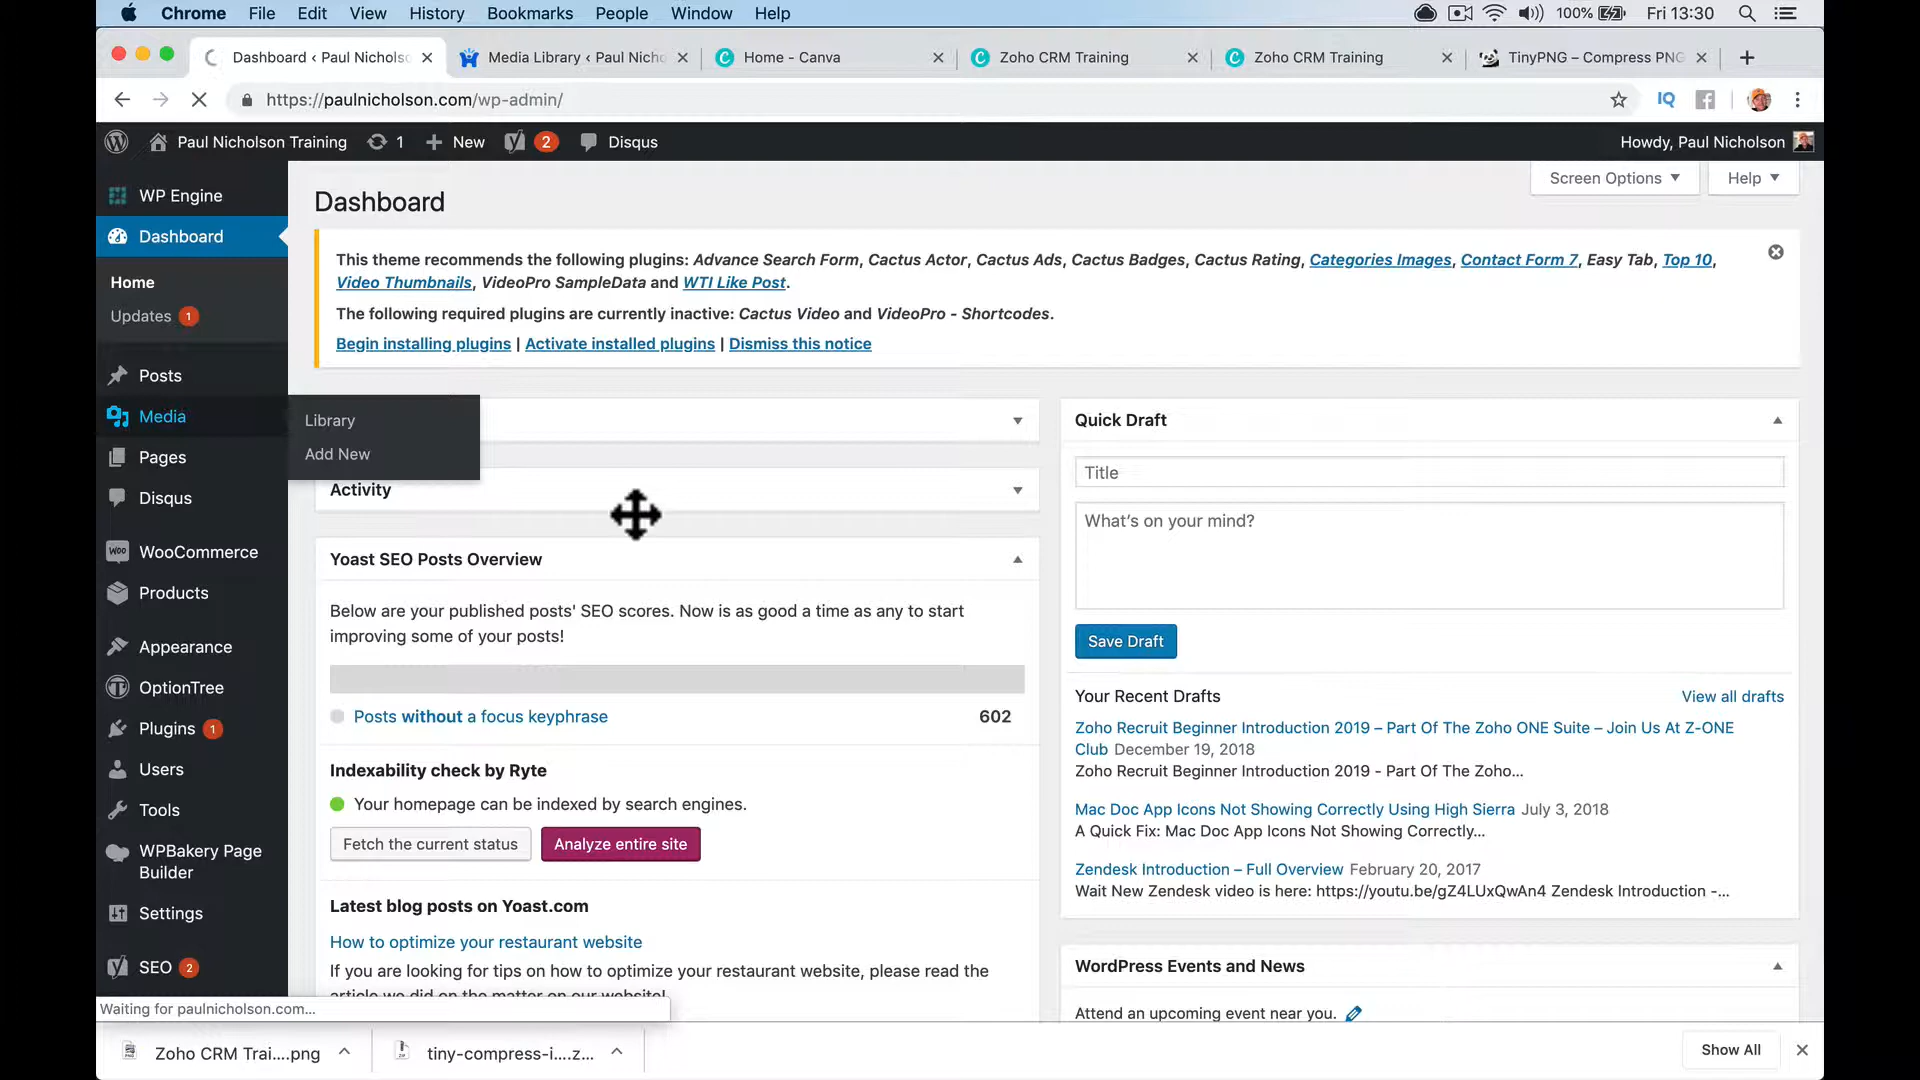 Chrome File Edit View History Bookmarks People Window Help 100% Fri 13:30
Dashboard ‹ Paul Nicholso Media Library ‹ Paul Nicho Home - Canva Zoho CRM Training Zoho CRM Training TinyPNG – Compress PNG
https://paulnicholson.com/wp-admin/ IQ
Paul Nicholson Training 1 New 2 Disqus Howdy, Paul Nicholson
Screen Options Help
WP Engine
Dashboard
Home
Updates 1
Posts
Media
Library
Add New
Pages
Disqus
WOO WooCommerce
Products
Appearance
OptionTree
Plugins 1
Users
Tools
WPBakery Page
Builder
Settings
SEO 2
Dashboard
This theme recommends the following plugins: Advance Search Form, Cactus Actor, Cactus Ads, Cactus Badges, Cactus Rating, Categories Images, Contact Form 7, Easy Tab, Top 10,
Video Thumbnails, VideoPro SampleData and WTI Like Post.
The following required plugins are currently inactive: Cactus Video and VideoPro - Shortcodes.
Begin installing plugins | Activate installed plugins | Dismiss this notice
Activity
Yoast SEO Posts Overview
Below are your published posts' SEO scores. Now is as good a time as any to start
improving some of your posts!
Posts without a focus keyphrase 602
Indexability check by Ryte
Your homepage can be indexed by search engines.
Fetch the current status Analyze entire site
Latest blog posts on Yoast.com
How to optimize your restaurant website
If you are looking for tips on how to optimize your restaurant website, please read the
article we did on the matter on our website!
Quick Draft
Title
What's on your mind?
Save Draft
Your Recent Drafts View all drafts
Zoho Recruit Beginner Introduction 2019 – Part Of The Zoho ONE Suite – Join Us At Z-ONE
Club December 19, 2018
Zoho Recruit Beginner Introduction 2019 - Part Of The Zoho...
Mac Doc App Icons Not Showing Correctly Using High Sierra July 3, 2018
A Quick Fix: Mac Doc App Icons Not Showing Correctly...
Zendesk Introduction – Full Overview February 20, 2017
Wait New Zendesk video is here: https://youtu.be/gZ4LUxQwAn4 Zendesk Introduction -...
WordPress Events and News
Attend an upcoming event near you.
Waiting for paulnicholson.com...
Zoho CRM Trai....png tiny-compress-i....z... Show All